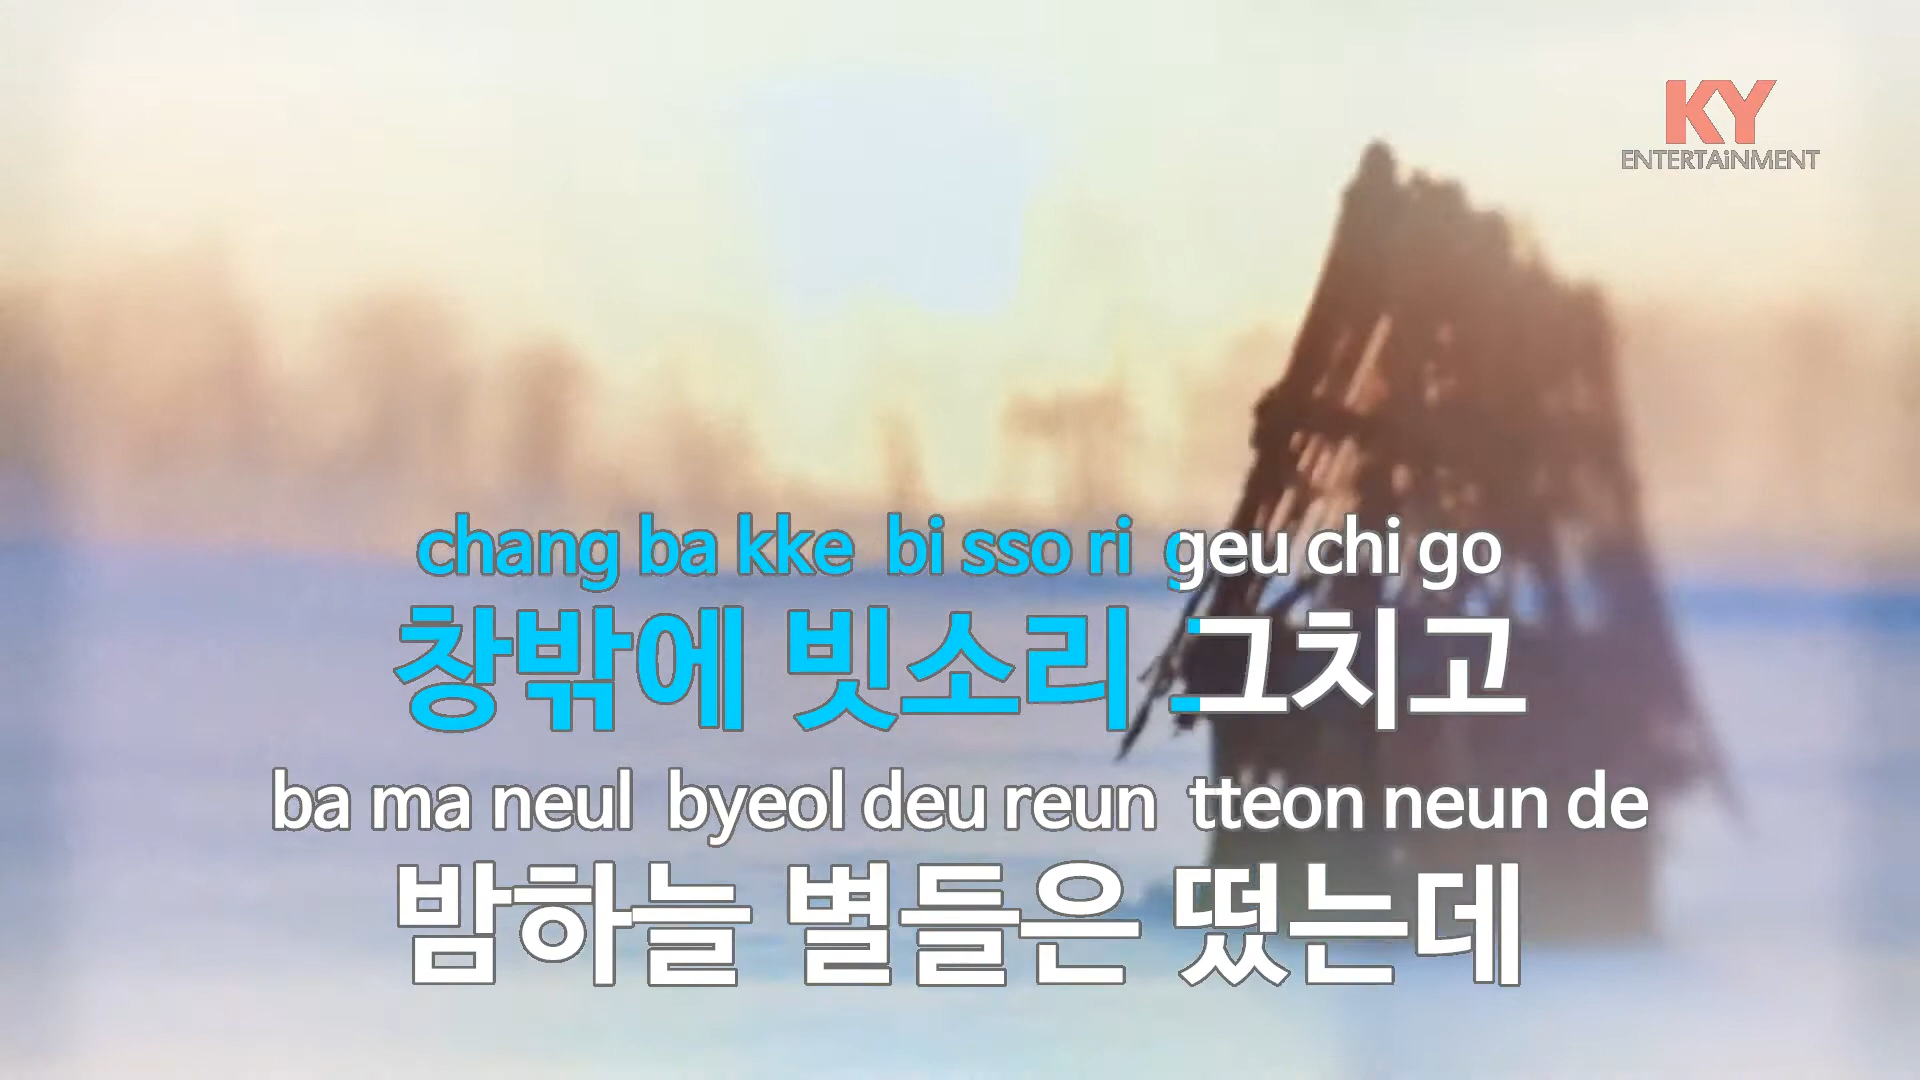 KY
ENTERTAiNMENT
chang ba kke bi sso ri geu chi go
창밖에 빗소리 그치고
ba ma neul byeol deu reun tteon neun de
밤하늘 별들은 떴는데